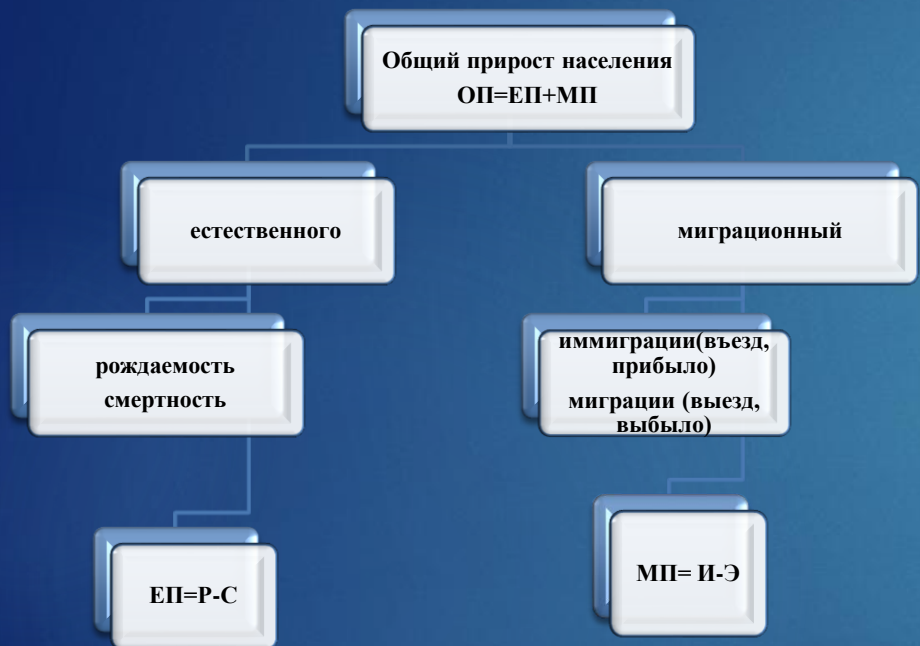 Общий прирост населения
ОП=ЕП+МП
естественного
миграционный
рождаемость
смертность
иммиграции(въезд,
прибыло)
миграции (выезд,
выбыло)
ЕП=Р-С
МП= И-Э